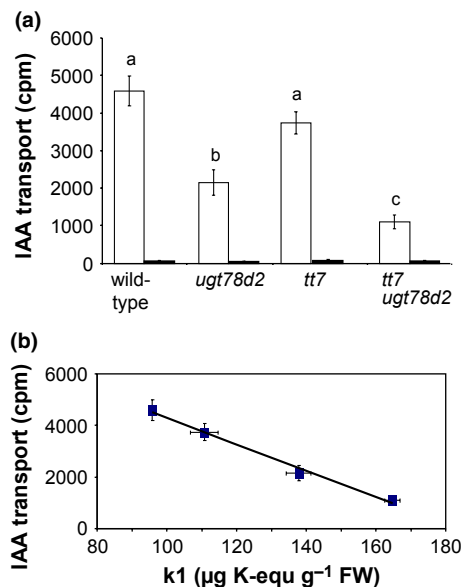 (a)
IAA transport (cpm)
6000
5000
4000
3000
2000
1000
0
a
b
a
c
wild-
type
ugt78d2
tt7
tt7
ugt78d2
(b)
IAA transport (cpm)
6000
4000
2000
0
80 100 120 140 160 180
k1 (µg K-equ g⁻¹ FW)